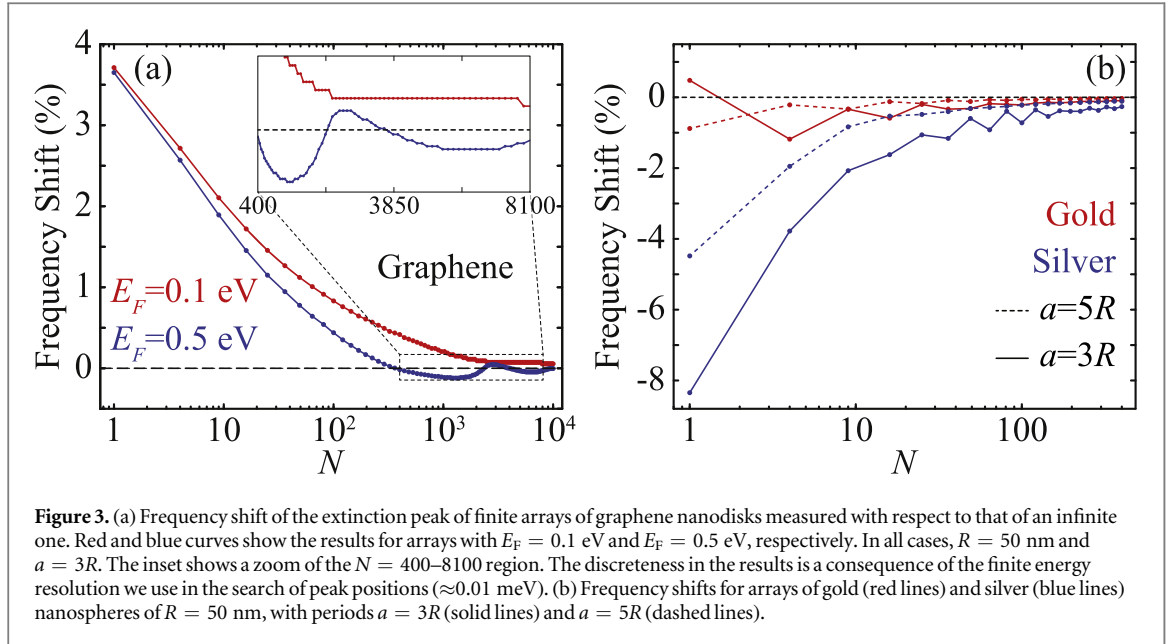 4
3
2
1
0
Frequency Shift (%)
(a)
400
3850
8100
Graphene
E_F=0.1 eV
E_F=0.5 eV
1
10
10²
10³
10⁴
N
0
-2
-4
-6
-8
Frequency Shift (%)
(b)
Gold
Silver
a=5R
a=3R
1
10
100
N
Figure 3. (a) Frequency shift of the extinction peak of finite arrays of graphene nanodisks measured with respect to that of an infinite
one. Red and blue curves show the results for arrays with E_F = 0.1 eV and E_F = 0.5 eV, respectively. In all cases, R = 50 nm and
a = 3R. The inset shows a zoom of the N = 400–8100 region. The discreteness in the results is a consequence of the finite energy
resolution we use in the search of peak positions (≈0.01 meV). (b) Frequency shifts for arrays of gold (red lines) and silver (blue lines)
nanospheres of R = 50 nm, with periods a = 3R (solid lines) and a = 5R (dashed lines).